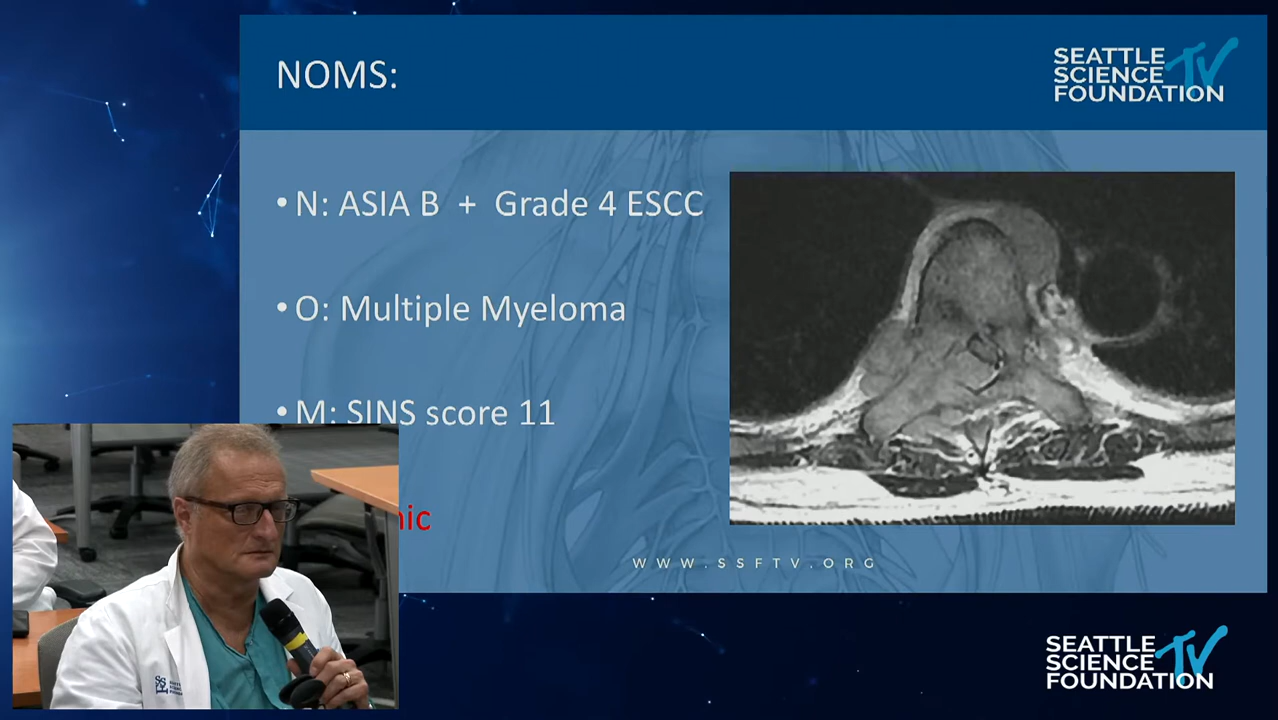 NOMS:
SEATTLE
SCIENCE TV
FOUNDATION
• N: ASIA B + Grade 4 ESCC
• O: Multiple Myeloma
• M: SINS score 11
WWW.SSFTV.ORG
SEATTLE
SCIENCE TV
FOUNDATION